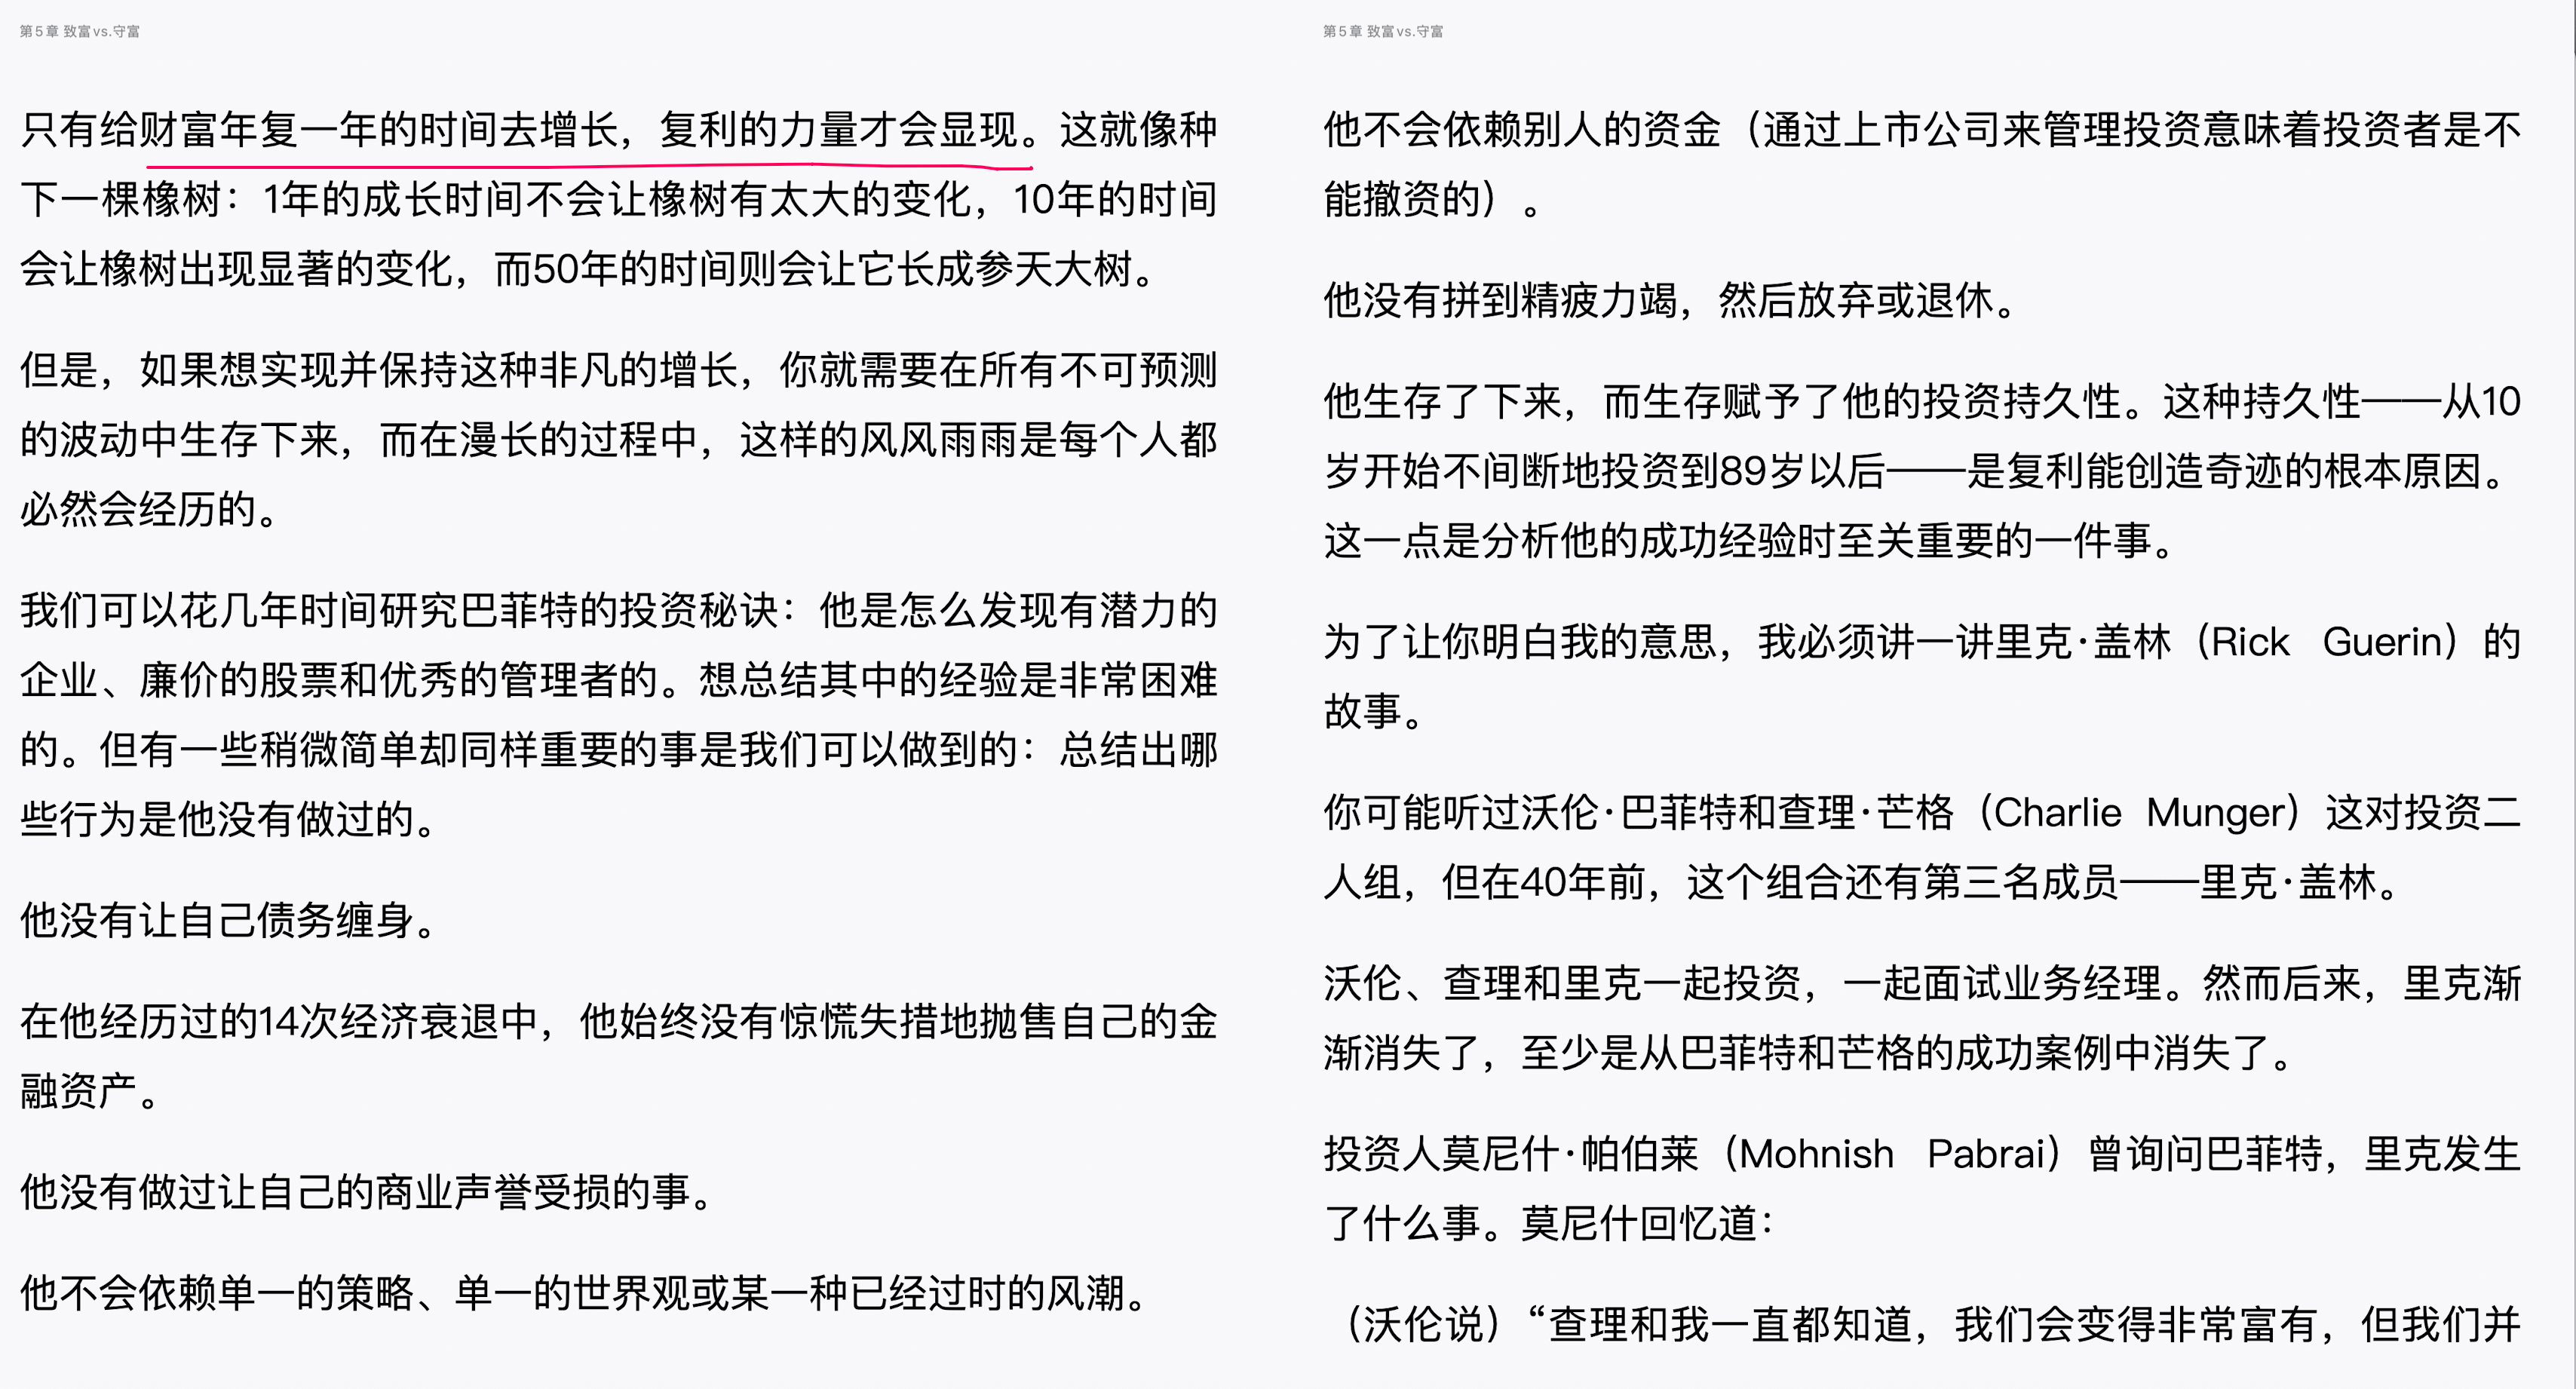 第5章 致富vs.守富
只有给财富年复一年的时间去增长，复利的力量才会显现。这就像种
下一棵橡树：1年的成长时间不会让橡树有太大的变化，10年的时间
会让橡树出现显著的变化，而50年的时间则会让它长成参天大树。
但是，如果想实现并保持这种非凡的增长，你就需要在所有不可预测
的波动中生存下来，而在漫长的过程中，这样的风风雨雨是每个人都
必然会经历的。
我们可以花几年时间研究巴菲特的投资秘诀：他是怎么发现有潜力的
企业、廉价的股票和优秀的管理者的。想总结其中的经验是非常困难
的。但有一些稍微简单却同样重要的事是我们可以做到的：总结出哪
些行为是他没有做过的。
他没有让自己债务缠身。
在他经历过的14次经济衰退中，他始终没有惊慌失措地抛售自己的金
融资产。
他没有做过让自己的商业声誉受损的事。
他不会依赖单一的策略、单一的世界观或某一种已经过时的风潮。
第5章 致富vs.守富
他不会依赖别人的资金（通过上市公司来管理投资意味着投资者是不
能撤资的）。
他没有拼到精疲力竭，然后放弃或退休。
他生存了下来，而生存赋予了他的投资持久性。这种持久性——从10
岁开始不间断地投资到89岁以后——是复利能创造奇迹的根本原因。
这一点是分析他的成功经验时至关重要的一件事。
为了让你明白我的意思，我必须讲一讲里克·盖林（Rick Guerin）的
故事。
你可能听过沃伦·巴菲特和查理·芒格（Charlie Munger）这对投资二
人组，但在40年前，这个组合还有第三名成员——里克·盖林。
沃伦、查理和里克一起投资，一起面试业务经理。然而后来，里克渐
渐消失了，至少是从巴菲特和芒格的成功案例中消失了。
投资人莫尼什·帕伯莱（Mohnish Pabrai）曾询问巴菲特，里克发生
了什么事。莫尼什回忆道：
（沃伦说）“查理和我一直都知道，我们会变得非常富有，但我们并